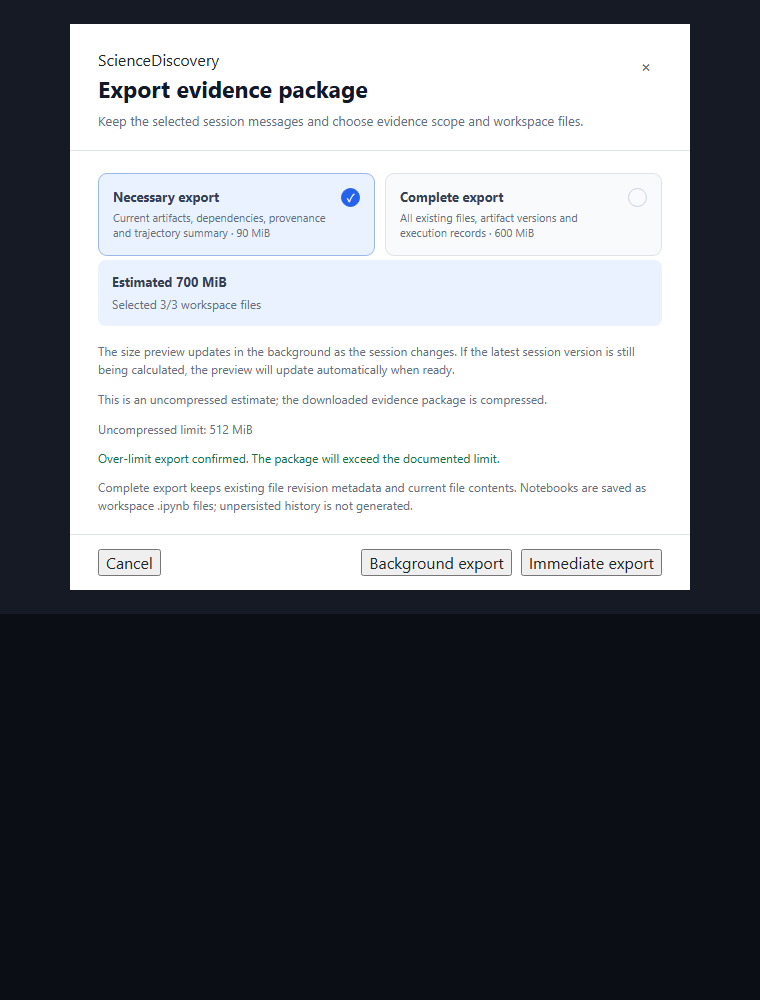 ScienceDiscovery
×
Export evidence package
Keep the selected session messages and choose evidence scope and workspace files.
Necessary export
✓
Current artifacts, dependencies, provenance
and trajectory summary · 90 MiB
Complete export
All existing files, artifact versions and
execution records · 600 MiB
Estimated 700 MiB
Selected 3/3 workspace files
The size preview updates in the background as the session changes. If the latest session version is still
being calculated, the preview will update automatically when ready.
This is an uncompressed estimate; the downloaded evidence package is compressed.
Uncompressed limit: 512 MiB
Over-limit export confirmed. The package will exceed the documented limit.
Complete export keeps existing file revision metadata and current file contents. Notebooks are saved as
workspace .ipynb files; unpersisted history is not generated.
Cancel
Background export
Immediate export